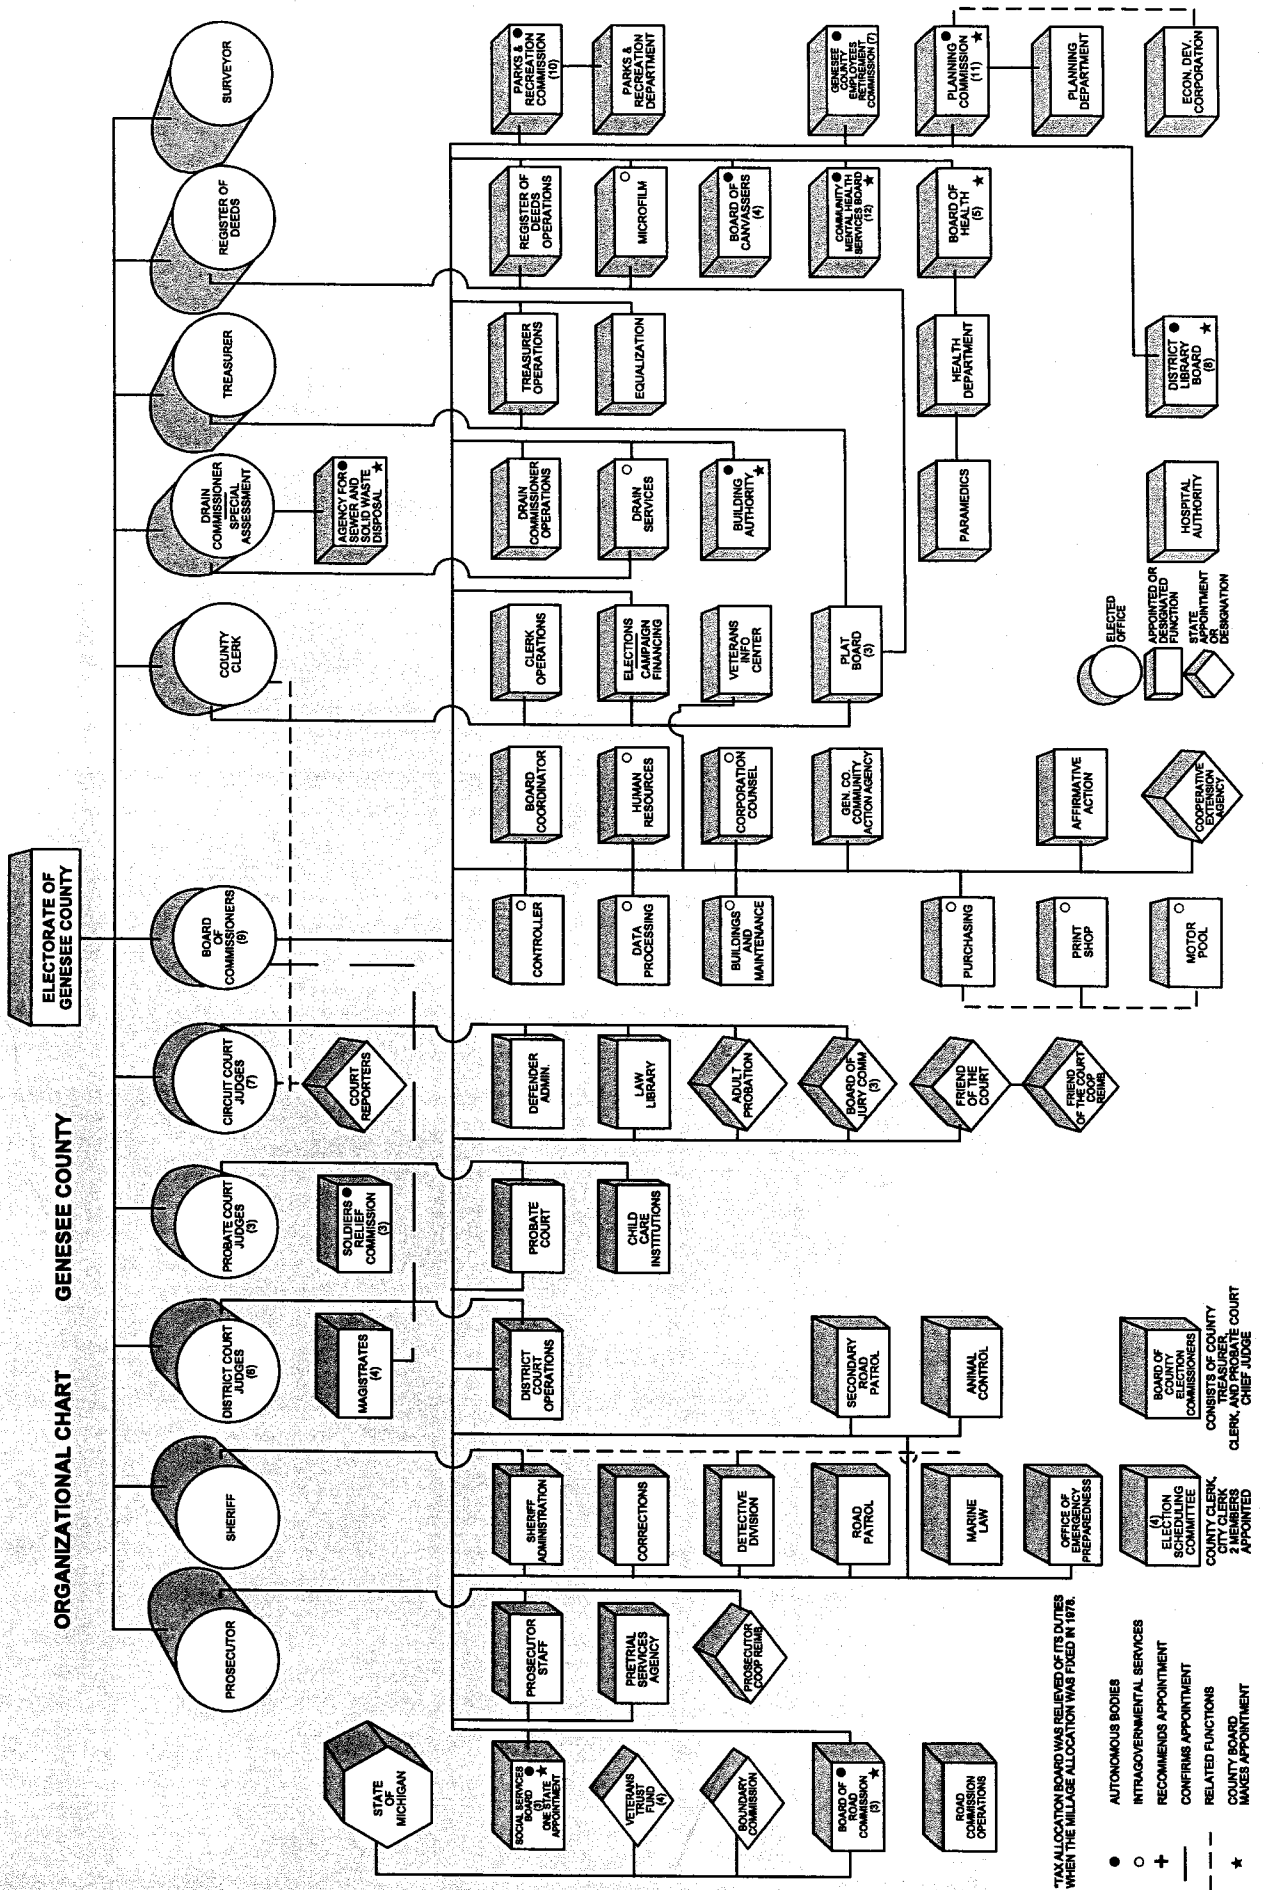 ORGANIZATIONAL CHART GENESEE COUNTY
ELECTORATE OF
GENESEE COUNTY
PROSECUTOR
SHERIFF
DISTRICT COURT
JUDGES
(6)
PROBATE COURT
JUDGES
(3)
CIRCUIT COURT
JUDGES
(7)
BOARD
OF
COMMISSIONERS
(9)
COUNTY
CLERK
DRAIN
COMMISSIONER
SPECIAL
ASSESSMENT
TREASURER
REGISTER OF
DEEDS
SURVEYOR
STATE
OF
MICHIGAN
MAGISTRATES
(4)
SOLDIERS
RELIEF
COMMISSION
(3)
COURT
REPORTERS
AGENCY FOR
SEWER AND
SOLID WASTE
DISPOSAL
SOCIAL SERVICES
BOARD
(3)
ONE STATE
APPOINTMENT
PROSECUTOR
STAFF
SHERIFF
ADMINISTRATION
DISTRICT
COURT
OPERATIONS
PROBATE
COURT
DEFENDER
ADMIN.
CONTROLLER
BOARD
COORDINATOR
CLERK
OPERATIONS
DRAIN
COMMISSIONER
OPERATIONS
TREASURER
OPERATIONS
REGISTER OF
DEEDS
OPERATIONS
PARKS &
RECREATION
COMMISSION
(10)
VETERANS
TRUST
FUND
(4)
PRETRIAL
SERVICES
AGENCY
CORRECTIONS
CHILD
CARE
INSTITUTIONS
LAW
LIBRARY
DATA
PROCESSING
HUMAN
RESOURCES
ELECTIONS
CAMPAIGN
FINANCING
DRAIN
SERVICES
EQUALIZATION
MICROFILM
PARKS &
RECREATION
DEPARTMENT
BOUNDARY
COMMISSION
PROSECUTOR
COOP REIMB.
DETECTIVE
DIVISION
ADULT
PROBATION
BUILDINGS
AND
MAINTENANCE
CORPORATION
COUNSEL
VETERANS
INFO
CENTER
BUILDING
AUTHORITY
BOARD OF
CANVASSERS
(4)
BOARD OF
ROAD
COMMISSION
(3)
ROAD
PATROL
SECONDARY
ROAD
PATROL
BOARD OF
JURY COMM
(3)
GEN. CO.
COMMUNITY
ACTION AGENCY
PLAT
BOARD
(3)
COMMUNITY
MENTAL HEALTH
SERVICES BOARD
(12)
GENESEE
COUNTY
EMPLOYES
RETIREMENT
COMMISSION (7)
ROAD
COMMISSION
OPERATIONS
MARINE
LAW
ANIMAL
CONTROL
FRIEND
OF THE
COURT
PURCHASING
PARAMEDICS
HEALTH
DEPARTMENT
BOARD OF
HEALTH
(5)
PLANNING
COMMISSION
(11)
OFFICE OF
EMERGENCY
PREPAREDNESS
FRIEND
OF THE COURT
COOP
REIMB.
PRINT
SHOP
AFFIRMATIVE
ACTION
PLANNING
DEPARTMENT
(4)
ELECTION
SCHEDULING
COMMITTEE
COUNTY CLERK,
CITY CLERK
2 MEMBERS
APPOINTED
BOARD OF
COUNTY
ELECTION
COMMISSIONERS
CONSISTS OF COUNTY
TREASURER,
CLERK, AND PROBATE COURT
CHIEF JUDGE
MOTOR
POOL
COOPERATIVE
EXTENSION
AGENCY
HOSPITAL
AUTHORITY
DISTRICT
LIBRARY
BOARD
(8)
ECON. DEV.
CORPORATION
ELECTED
OFFICE
APPOINTED OR
DESIGNATED
FUNCTION
STATE
APPOINTMENT
OR
DESIGNATION
*TAX ALLOCATION BOARD WAS RELIEVED OF ITS DUTIES
WHEN THE MILLAGE ALLOCATION WAS FIXED IN 1978.
AUTONOMOUS BODIES
INTRAGOVERNMENTAL SERVICES
RECOMMENDS APPOINTMENT
CONFIRMS APPOINTMENT
RELATED FUNCTIONS
COUNTY BOARD
MAKES APPOINTMENT